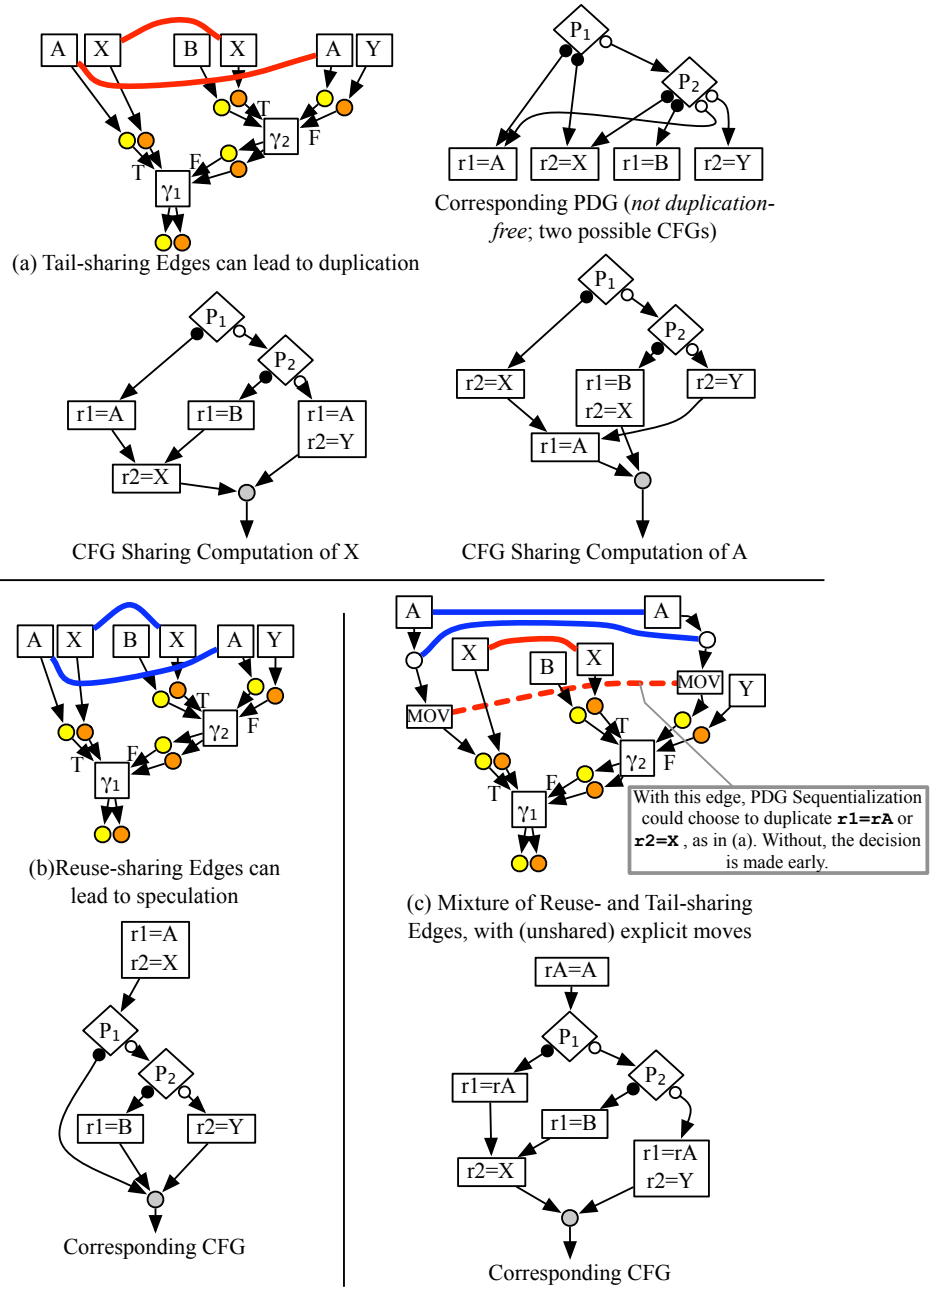 A X B X A Y
T
γ2
F
F
T
γ1
(a) Tail-sharing Edges can lead to duplication
P1
P2
r1=A r2=X r1=B r2=Y
Corresponding PDG (not duplication-
free; two possible CFGs)
P1
P2
r1=A r1=B r1=A
r2=Y
r2=X
CFG Sharing Computation of X
P1
P2
r2=X r1=B r2=Y
r2=X
r1=A
CFG Sharing Computation of A
A X B X A Y
T
γ2
F
F
T
γ1
(b)Reuse-sharing Edges can
lead to speculation
r1=A
r2=X
P1
P2
r1=B r2=Y
Corresponding CFG
A A
X X
B
MOV Y
MOV
T
γ2
F
F
T
γ1
With this edge, PDG Sequentialization
could choose to duplicate r1=rA or
r2=X , as in (a). Without, the decision
is made early.
(c) Mixture of Reuse- and Tail-sharing
Edges, with (unshared) explicit moves
rA=A
P1
P2
r1=rA
r1=B
r1=rA
r2=Y
r2=X
Corresponding CFG